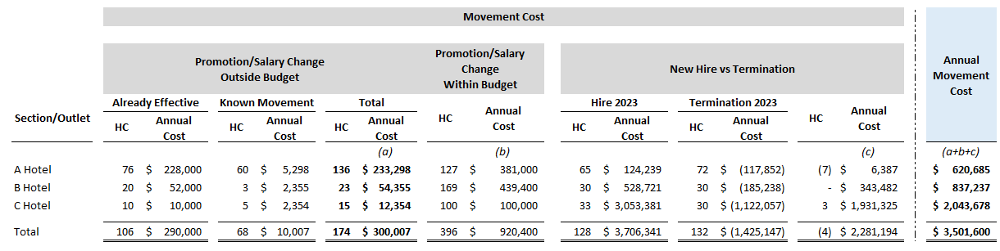 Movement Cost
Promotion/Salary Change
Outside Budget
Promotion/Salary
Change
Within Budget
New Hire vs Termination
Annual
Movement
Cost
Section/Outlet
Already Effective Known Movement Total
HC Annual Cost HC Annual Cost HC Annual Cost
HC Annual Cost
Hire 2023 Termination 2023
HC Annual Cost HC Annual Cost HC Annual Cost
(a) (b) (c) (a+b+c)
A Hotel 76 $ 228,000 60 $ 5,298 136 $ 233,298 127 $ 381,000 65 $ 124,239 72 $ (117,852) (7) $ 6,387 $ 620,685
B Hotel 20 $ 52,000 3 $ 2,355 23 $ 54,355 169 $ 439,400 30 $ 528,721 30 $ (185,238) - $ 343,482 $ 837,237
C Hotel 10 $ 10,000 5 $ 2,354 15 $ 12,354 100 $ 100,000 33 $ 3,053,381 30 $ (1,122,057) 3 $ 1,931,325 $ 2,043,678
Total 106 $ 290,000 68 $ 10,007 174 $ 300,007 396 $ 920,400 128 $ 3,706,341 132 $ (1,425,147) (4) $ 2,281,194 $ 3,501,600